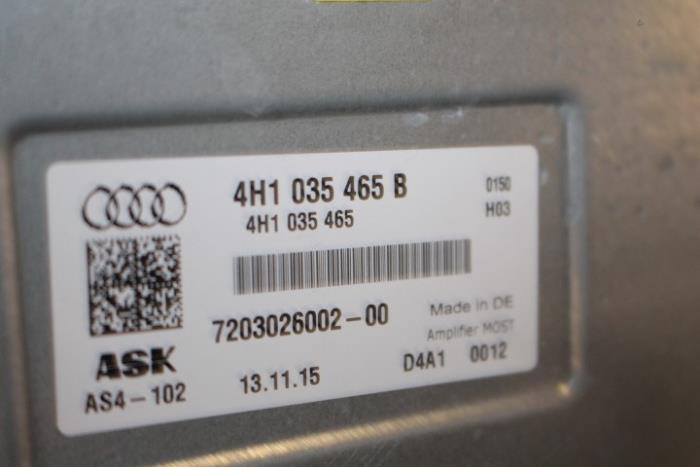 4H1 035 465 B
0150
4H1 035 465
H03
7203026002-00
Made in DE
Amplifier MOST
ASK
D4A1 0012
AS4-102
13.11.15